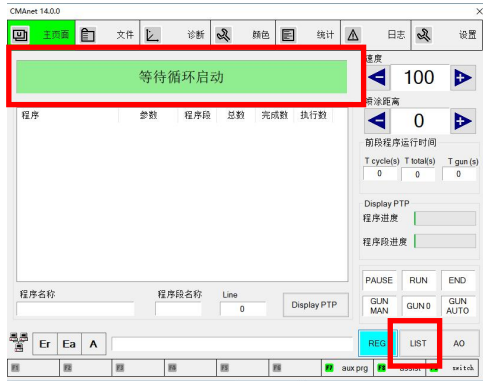 CMAnet 14.0.0
主页面 文件 诊断 颜色 统计 日志 设置
等待循环启动
速度
100
喷涂距离
0
程序 参数 程序段 总数 完成数 执行数
前段程序运行时间
T cycle(s) T total(s) T gun (s)
0 0 0
Display PTP
程序进度
程序段进度
程序名称 程序段名称 Line
0
Display PTP
PAUSE RUN END
GUN MAN GUN 0 GUN AUTO
Er Ea A
REG LIST AO
F1 F2 F3 F4 F5 F6 F7 aux prg F8 assist switch